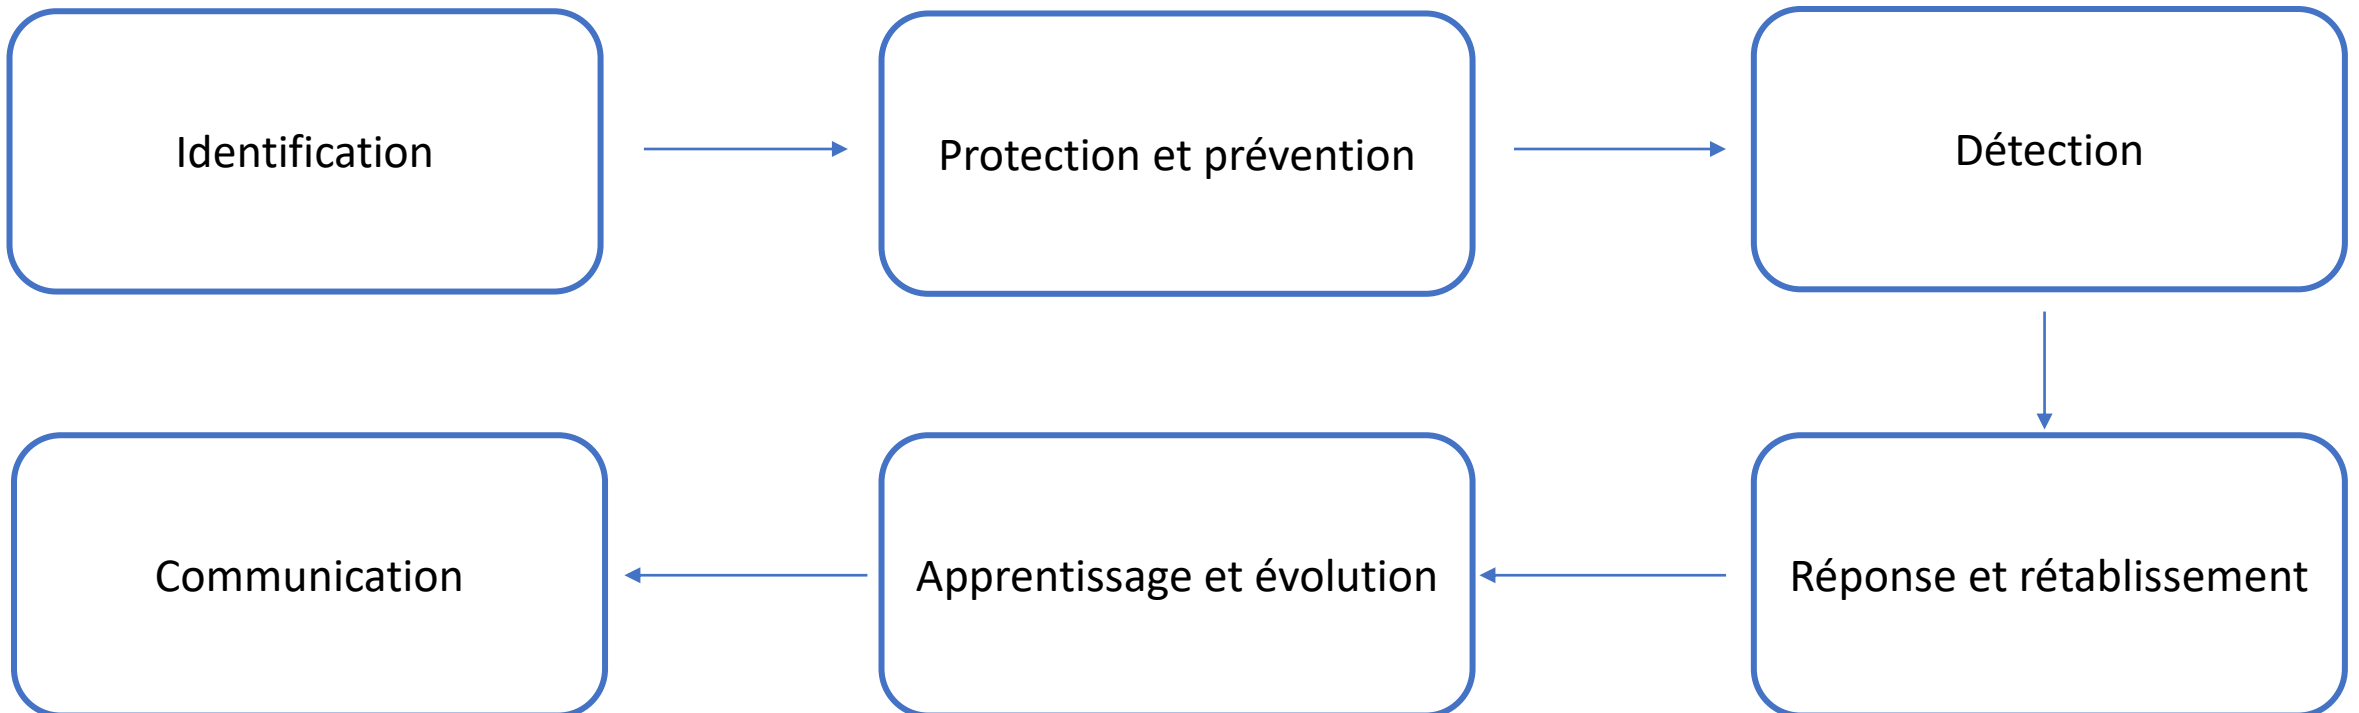 Identification
Protection et prévention
Détection
Communication
Apprentissage et évolution
Réponse et rétablissement